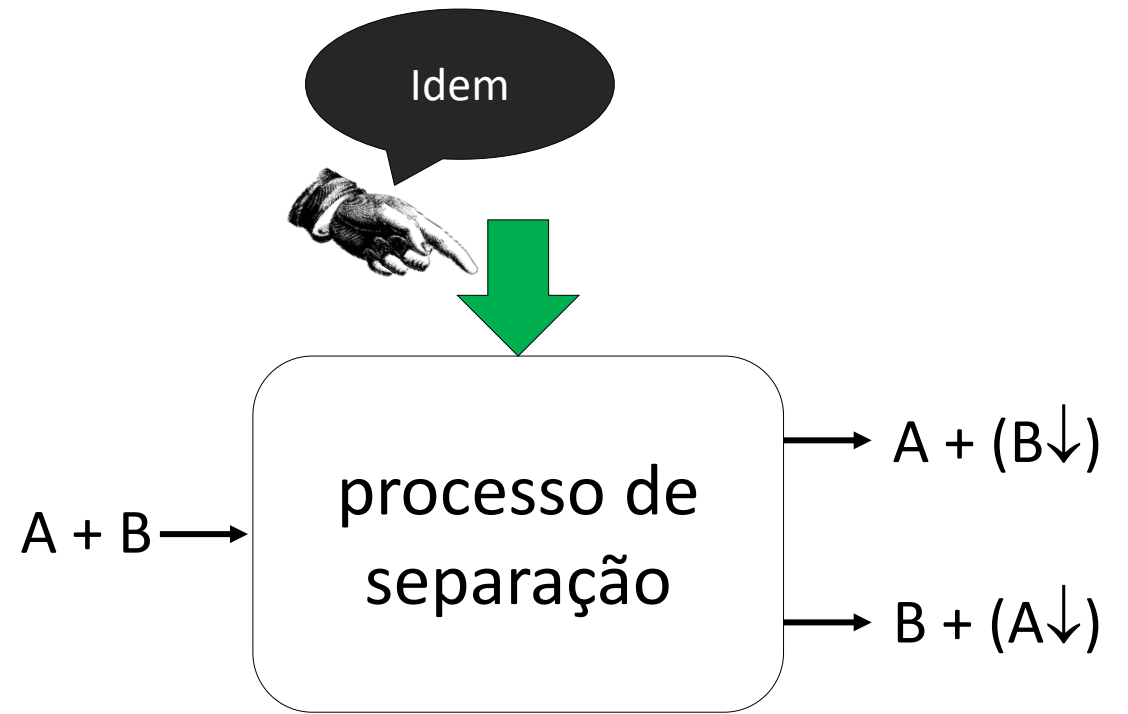 Idem
processo de
separação
A + B
A + (B↓)
B + (A↓)